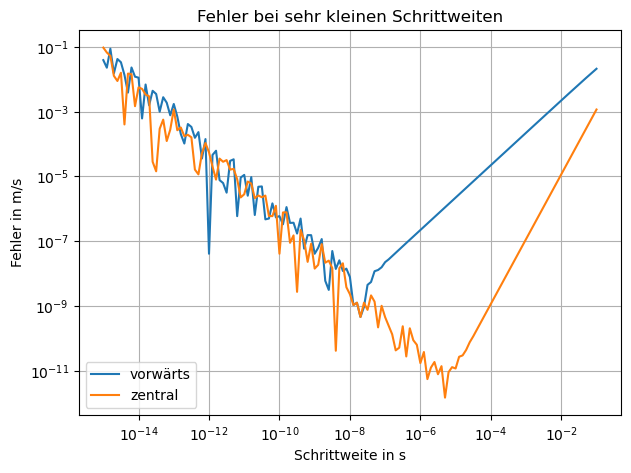 Fehler bei sehr kleinen Schrittweiten
Fehler in m/s
10⁻¹
10⁻³
10⁻⁵
10⁻⁷
10⁻⁹
10⁻¹¹
vorwärts
zentral
10⁻¹⁴ 10⁻¹² 10⁻¹⁰ 10⁻⁸ 10⁻⁶ 10⁻⁴ 10⁻²
Schrittweite in s